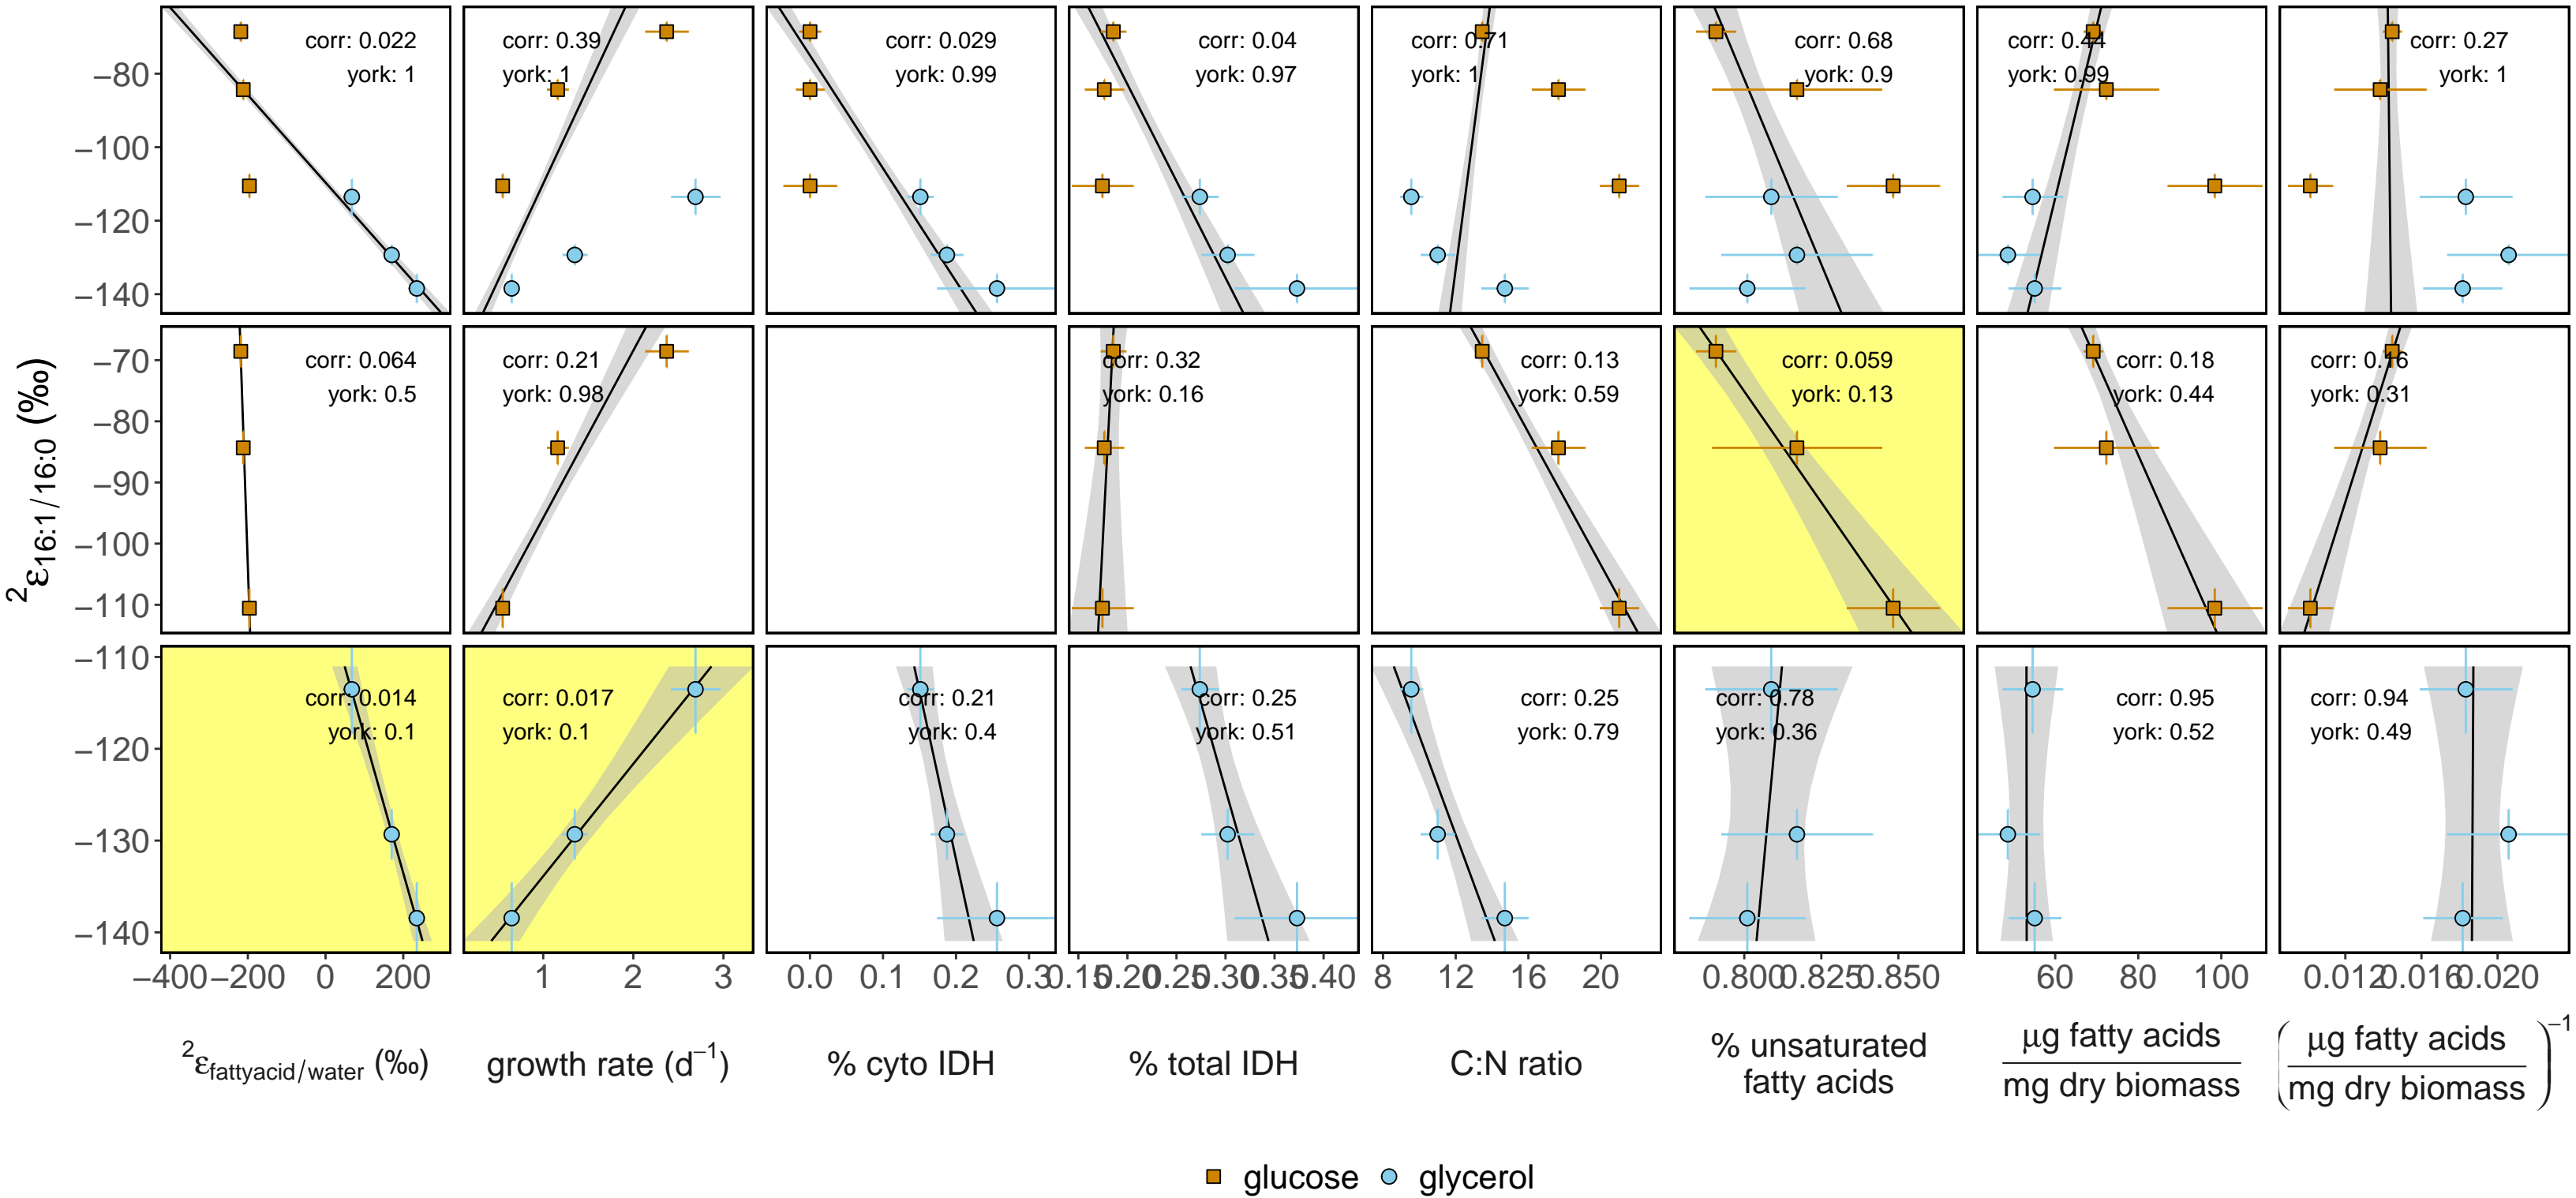 corr: 0.022
york: 1
corr: 0.39
york: 1
corr: 0.029
york: 0.99
corr: 0.04
york: 0.97
corr: 0.71
york: 1
corr: 0.68
york: 0.9
corr: 0.44
york: 0.99
corr: 0.27
york: 1
−80
−100
−120
−140
corr: 0.064
york: 0.5
corr: 0.21
york: 0.98
corr: 0.32
york: 0.16
corr: 0.13
york: 0.59
corr: 0.059
york: 0.13
corr: 0.18
york: 0.44
corr: 0.16
york: 0.31
−70
−80
−90
−100
−110
²ε16:1/16:0 (‰)
corr: 0.014
york: 0.1
corr: 0.017
york: 0.1
corr: 0.21
york: 0.4
corr: 0.25
york: 0.51
corr: 0.25
york: 0.79
corr: 0.78
york: 0.36
corr: 0.95
york: 0.52
corr: 0.94
york: 0.49
−110
−120
−130
−140
−400 −200 0 200
1 2 3
0.0 0.1 0.2 0.3
0.15 0.20 0.25 0.30 0.35 0.40
8 12 16 20
0.800 0.825 0.850
60 80 100
0.012 0.016 0.020
²εfattyacid/water (‰)
growth rate (d⁻¹)
% cyto IDH
% total IDH
C:N ratio
% unsaturated
fatty acids
μg fatty acids
mg dry biomass
(μg fatty acids
mg dry biomass)⁻¹
glucose
glycerol